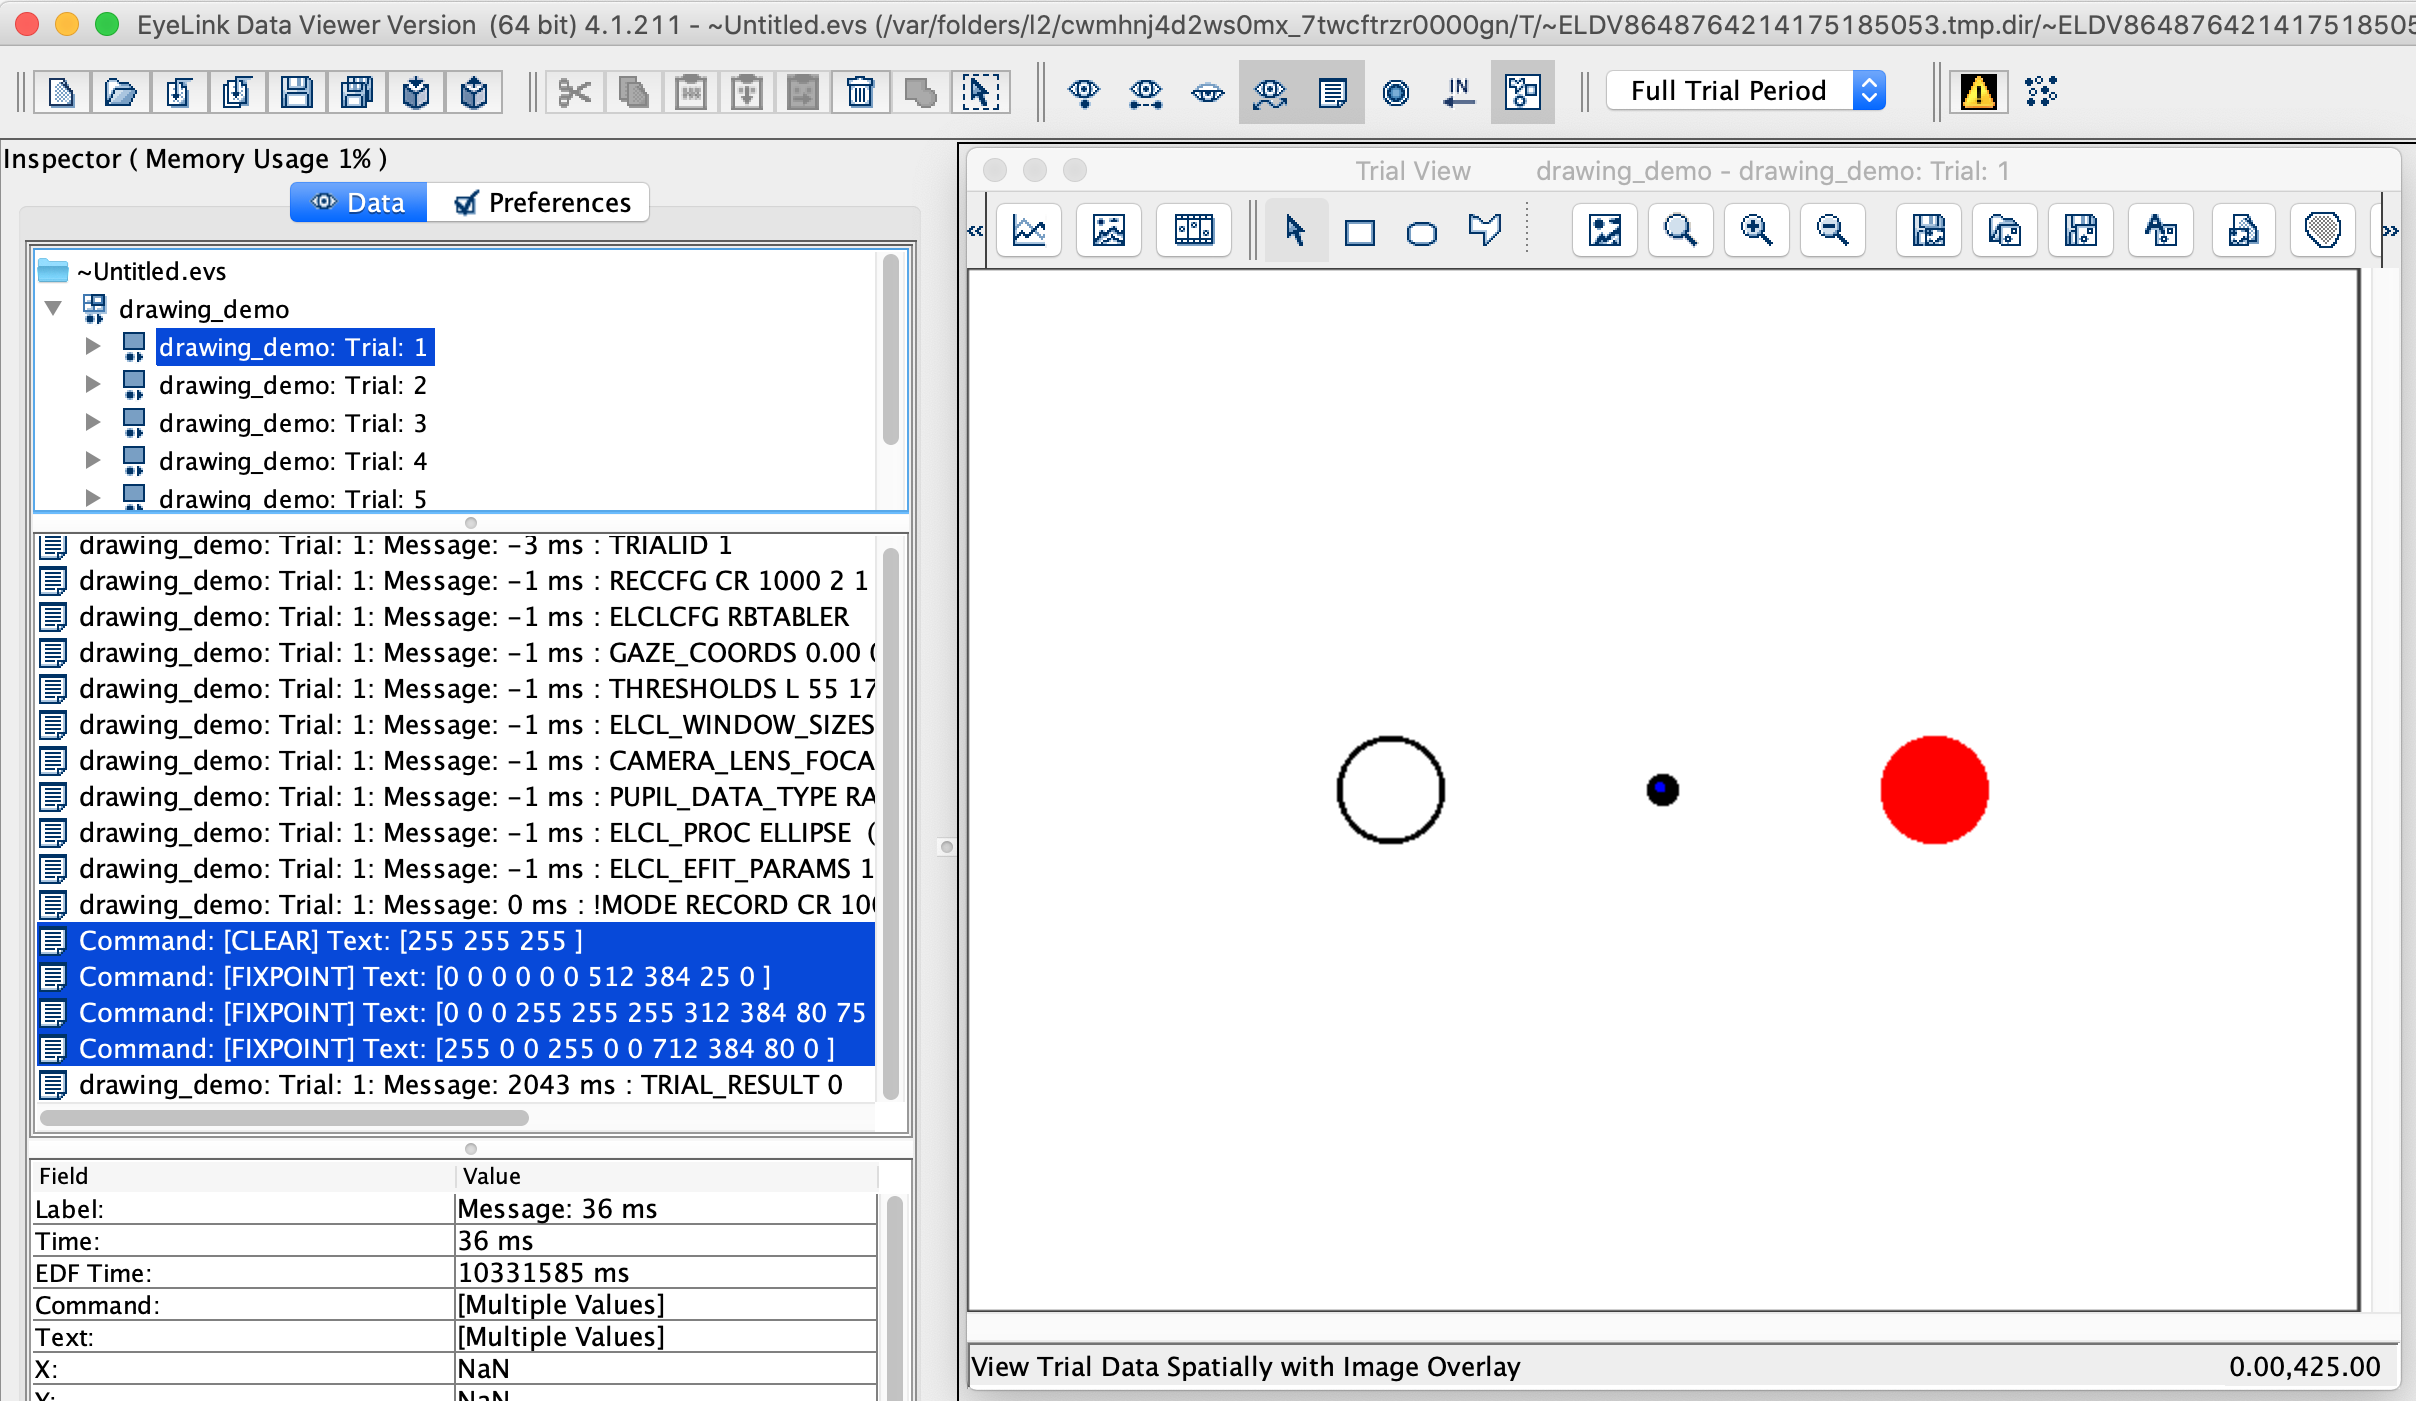 EyeLink Data Viewer Version (64 bit) 4.1.211 - ~Untitled.evs (/var/folders/l2/cwmhnj4d2ws0mx_7twcftrzr0000gn/T/~ELDV8648764214175185053.tmp.dir/~ELDV864876421417518505
IN
Full Trial Period
Inspector ( Memory Usage 1% )
Data
Preferences
~Untitled.evs
drawing_demo
drawing_demo: Trial: 1
drawing_demo: Trial: 2
drawing_demo: Trial: 3
drawing_demo: Trial: 4
drawing_demo: Trial: 5
drawing_demo: Trial: 1: Message: -3 ms : TRIALID 1
drawing_demo: Trial: 1: Message: -1 ms : RECCFG CR 1000 2 1
drawing_demo: Trial: 1: Message: -1 ms : ELCLCFG RBTABLER
drawing_demo: Trial: 1: Message: -1 ms : GAZE_COORDS 0.00
drawing_demo: Trial: 1: Message: -1 ms : THRESHOLDS L 55 17
drawing_demo: Trial: 1: Message: -1 ms : ELCL_WINDOW_SIZES
drawing_demo: Trial: 1: Message: -1 ms : CAMERA_LENS_FOCA
drawing_demo: Trial: 1: Message: -1 ms : PUPIL_DATA_TYPE RA
drawing_demo: Trial: 1: Message: -1 ms : ELCL_PROC ELLIPSE (
drawing_demo: Trial: 1: Message: -1 ms : ELCL_EFIT_PARAMS 1
drawing_demo: Trial: 1: Message: 0 ms : !MODE RECORD CR 100
Command: [CLEAR] Text: [255 255 255 ]
Command: [FIXPOINT] Text: [0 0 0 0 0 0 512 384 25 0 ]
Command: [FIXPOINT] Text: [0 0 0 255 255 255 312 384 80 75
Command: [FIXPOINT] Text: [255 0 0 255 0 0 712 384 80 0 ]
drawing_demo: Trial: 1: Message: 2043 ms : TRIAL_RESULT 0
Field Value
Label: Message: 36 ms
Time: 36 ms
EDF Time: 10331585 ms
Command: [Multiple Values]
Text: [Multiple Values]
X: NaN
Y: NaN
Trial View drawing_demo - drawing_demo: Trial: 1
View Trial Data Spatially with Image Overlay 0.00,425.00